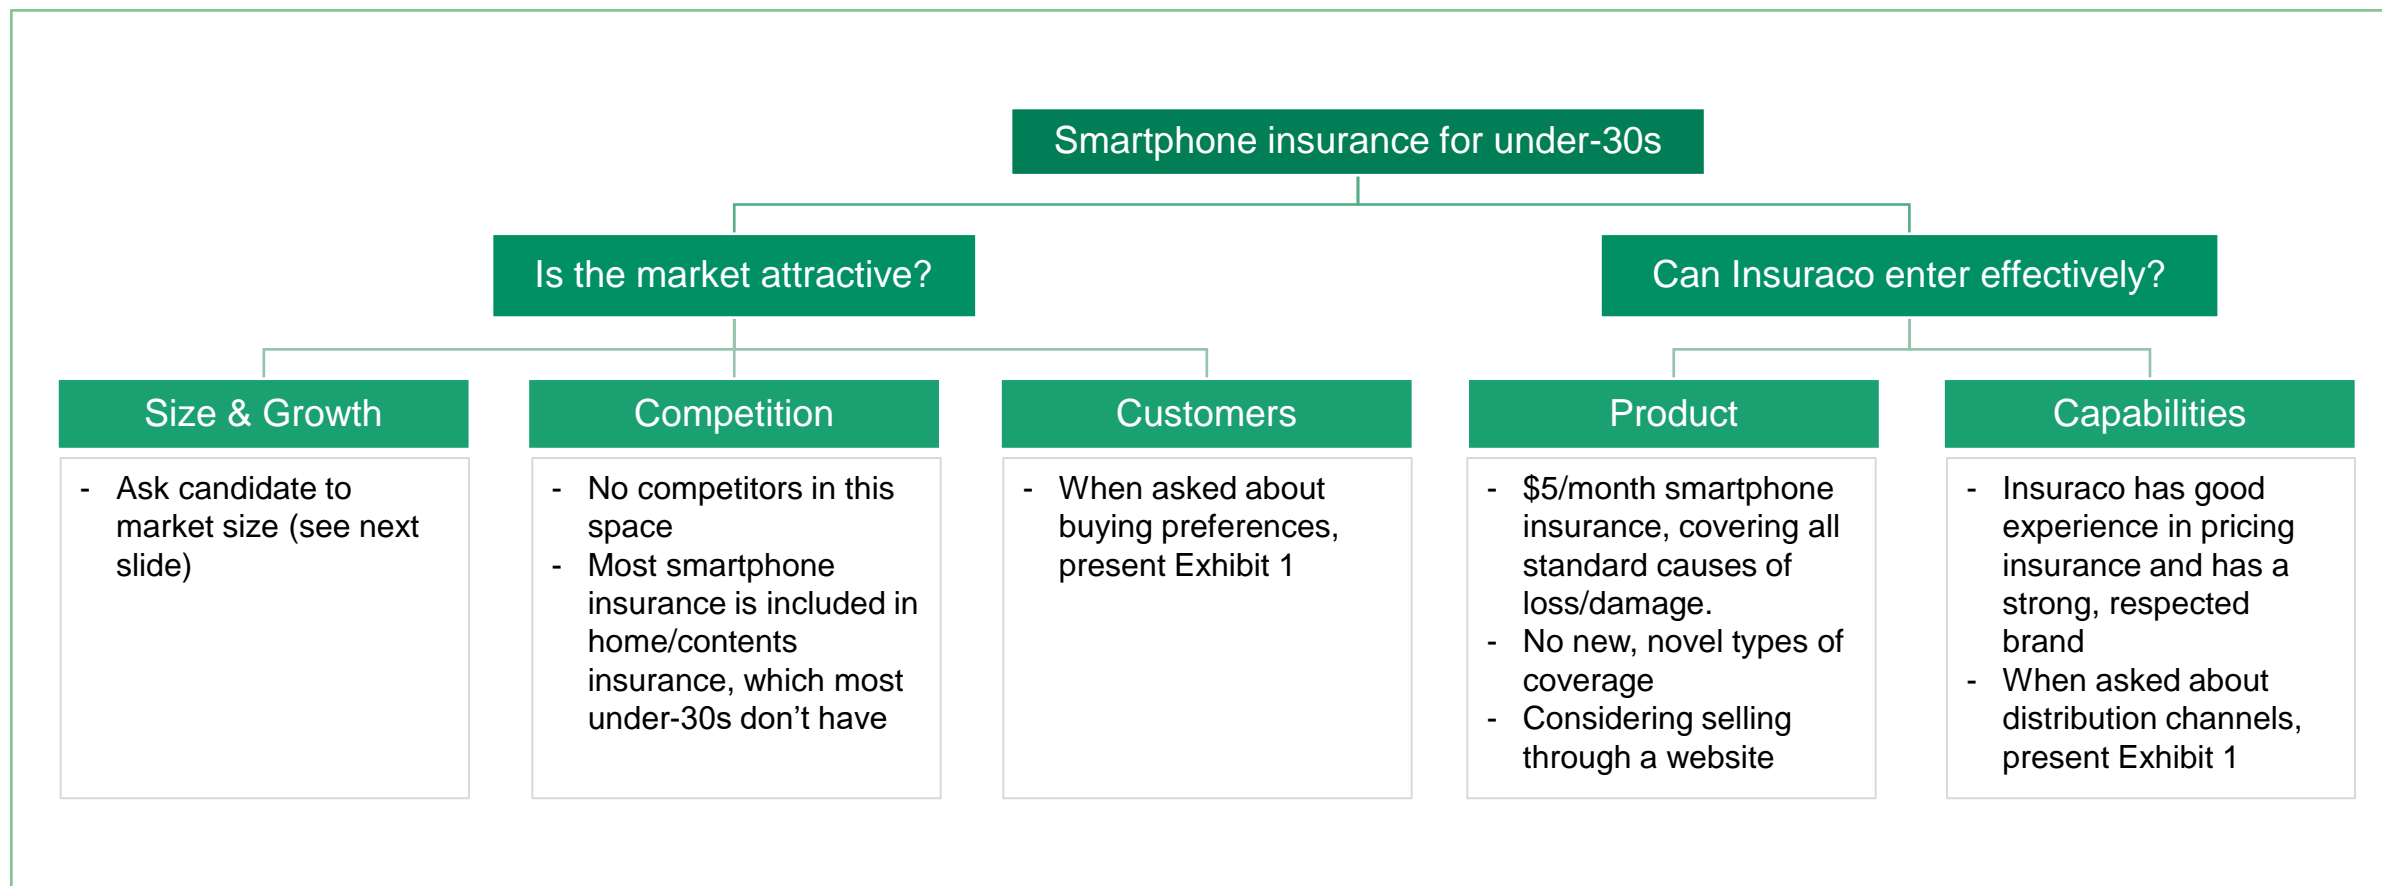 Smartphone insurance for under-30s
Is the market attractive?
Can Insuraco enter effectively?
Size & Growth
- Ask candidate to
market size (see next
slide)
Competition
- No competitors in this
space
- Most smartphone
insurance is included in
home/contents
insurance, which most
under-30s don’t have
Customers
- When asked about
buying preferences,
present Exhibit 1
Product
- $5/month smartphone
insurance, covering all
standard causes of
loss/damage.
- No new, novel types of
coverage
- Considering selling
through a website
Capabilities
- Insuraco has good
experience in pricing
insurance and has a
strong, respected
brand
- When asked about
distribution channels,
present Exhibit 1